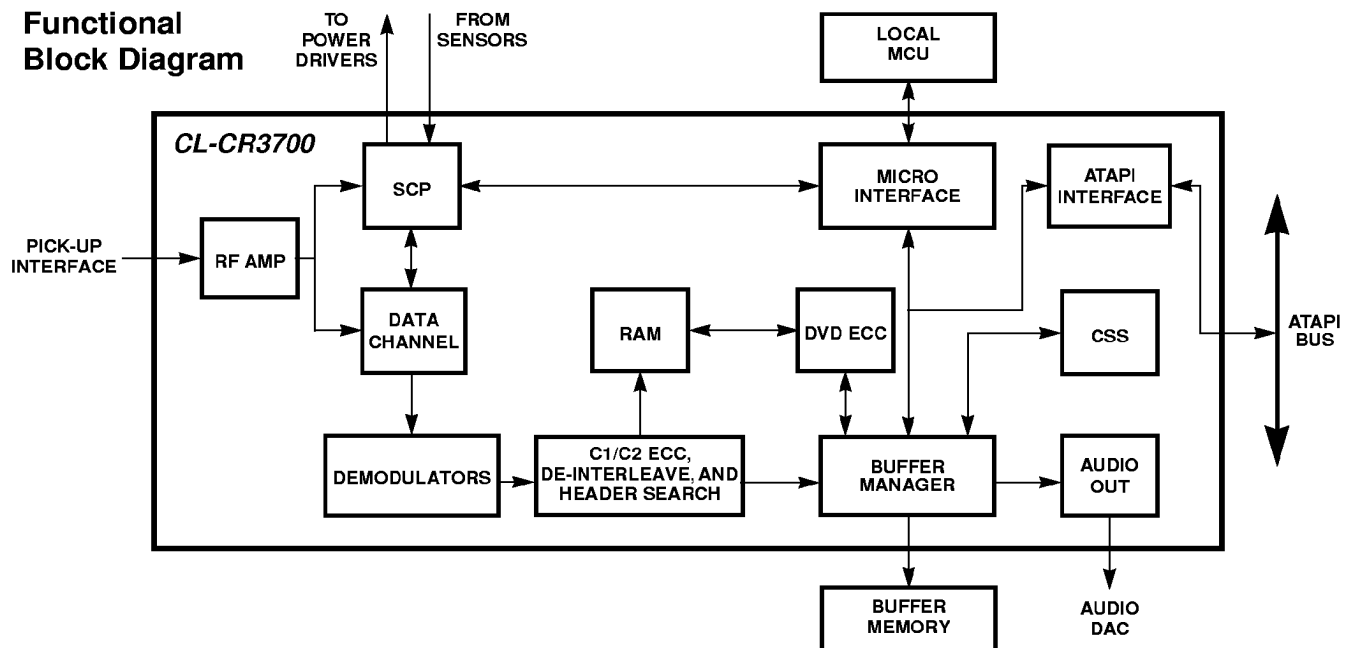 Functional
Block Diagram
TO
POWER
DRIVERS
FROM
SENSORS
LOCAL
MCU
CL-CR3700
SCP
MICRO
INTERFACE
ATAPI
INTERFACE
PICK-UP
INTERFACE
RF AMP
DATA
CHANNEL
RAM
DVD ECC
CSS
ATAPI
BUS
DEMODULATORS
C1/C2 ECC,
DE-INTERLEAVE, AND
HEADER SEARCH
BUFFER
MANAGER
AUDIO
OUT
BUFFER
MEMORY
AUDIO
DAC